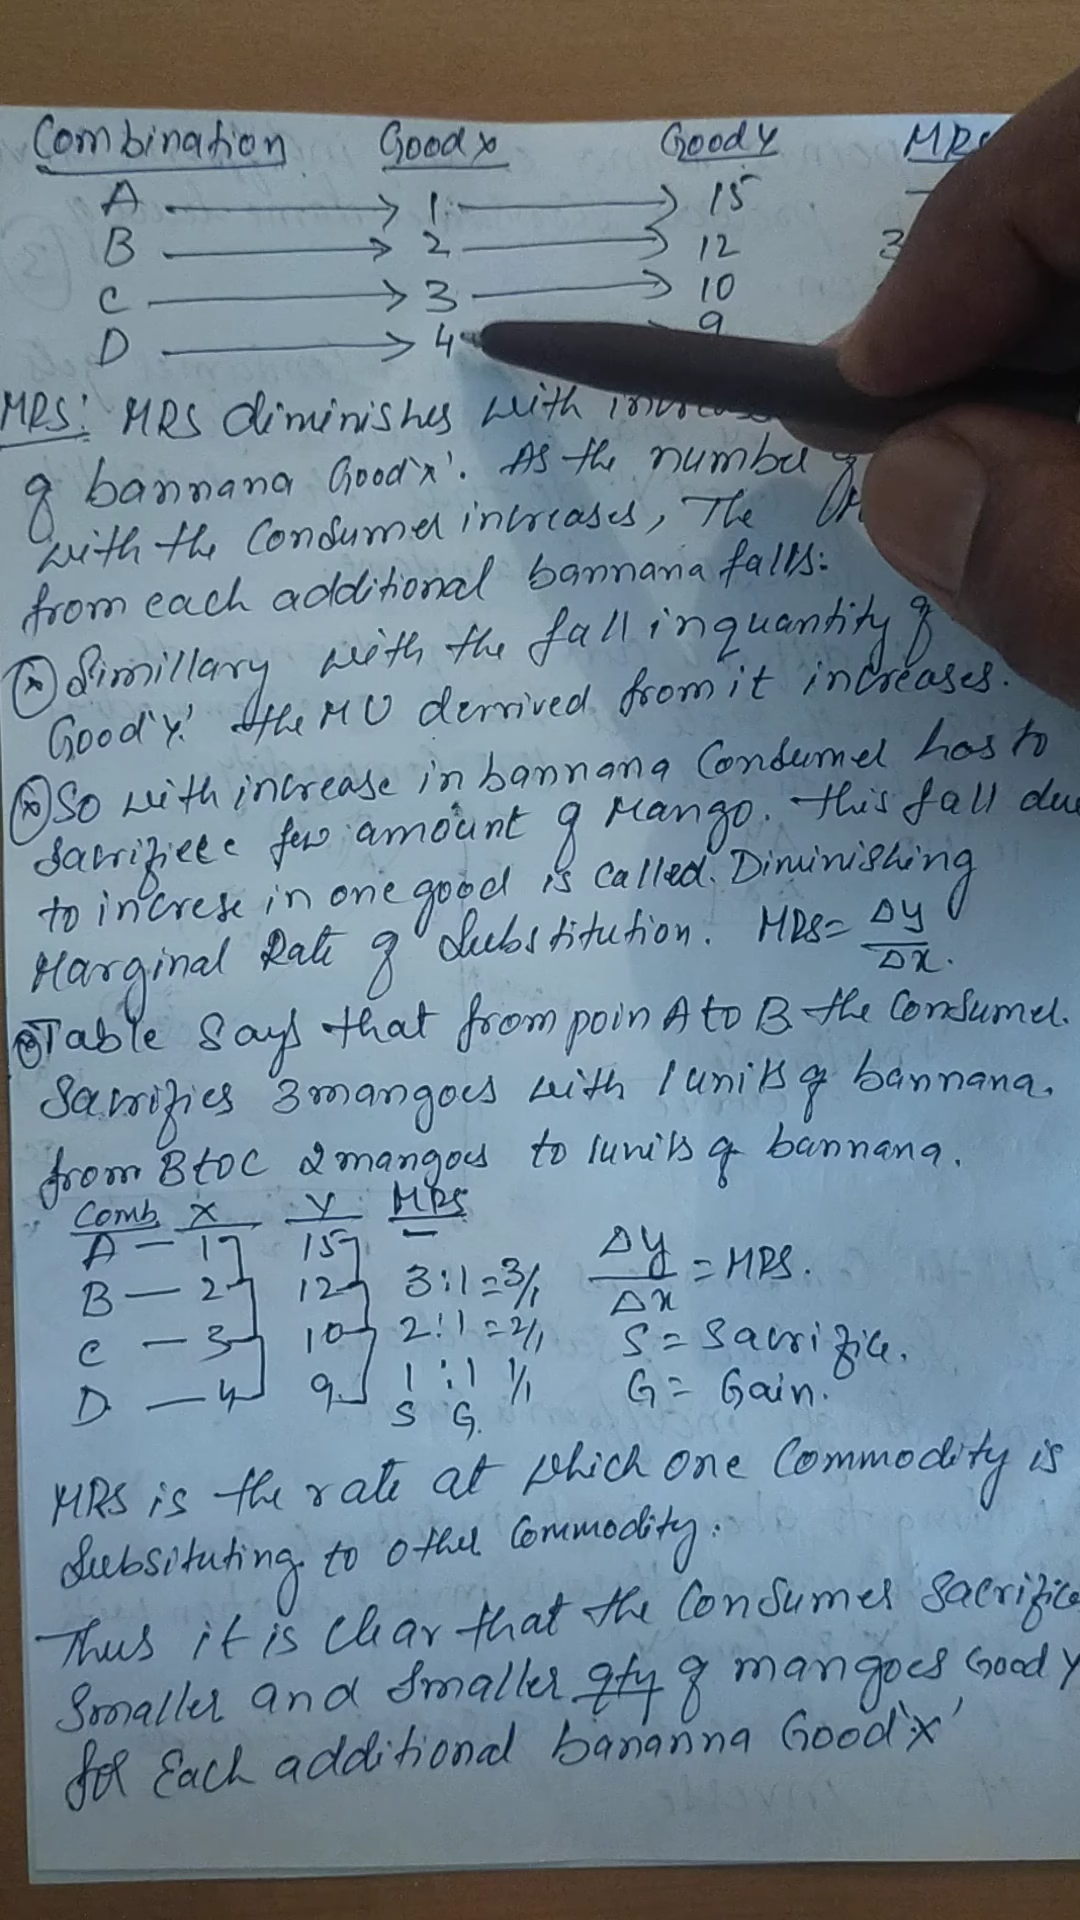 Combination Good x Good Y MRS
A → 1 → 15 –
B → 2 → 12 3
C → 3 → 10
D → 4 → 9
MRS: MRS diminishes with increase
of bannana Good 'x'. As the number of
with the Consumer increases, The
from each additional bannana falls:
Simillary with the fall in quantity of
Good 'Y'. the MU derrived from it increases.
So with increase in bannana Consumer has to
few amount of Mango. this fall due
to increse in one good is called Diminishing
Marginal Rate of Substitution. MRS = Δy/Δx.
Table Says that from poin A to B the Consumer.
Sacrifies 3 mangoes with 1 units of bannana.
from B to C 2 mangoes to 1 units of bannana.
Comb. X Y MRS
A – 1 15 –
B – 2 12 3:1 = 3/1 Δy/Δx = MRS.
C – 3 10 2:1 = 2/1 S = Sacrifice.
D – 4 9 1:1 1/1 G = Gain.
S G.
MRS is the rate at which one Commodity is
Subsituting to other Commodity.
Thus it is clear that the Consumer Sacrifice
Smaller and smaller qty of mangoes Good Y
for Each additional bananna Good 'x'